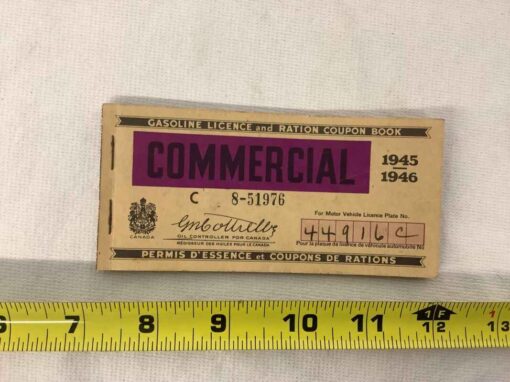 GASOLINE LICENCE and RATION COUPON BOOK
COMMERCIAL
1945
1946
C 8-51976
For Motor Vehicle Licence Plate No.
44916C
Pour la plaque de licence de véhicule automobile No
CANADA
OIL CONTROLLER FOR CANADA
RÉGISSEUR DES HUILES POUR LE CANADA
PERMIS D'ESSENCE et COUPONS DE RATIONS
6 7 8 9 10 11 1F 12 13